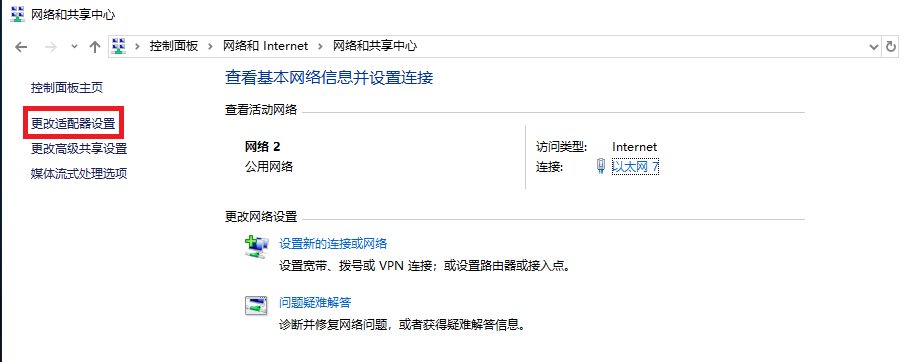 网络和共享中心
控制面板 > 网络和 Internet > 网络和共享中心
控制面板主页
更改适配器设置
更改高级共享设置
媒体流式处理选项
查看基本网络信息并设置连接
查看活动网络
网络 2
公用网络
访问类型: Internet
连接: 以太网 7
更改网络设置
设置新的连接或网络
设置宽带、拨号或 VPN 连接；或设置路由器或接入点。
问题疑难解答
诊断并修复网络问题，或者获得疑难解答信息。